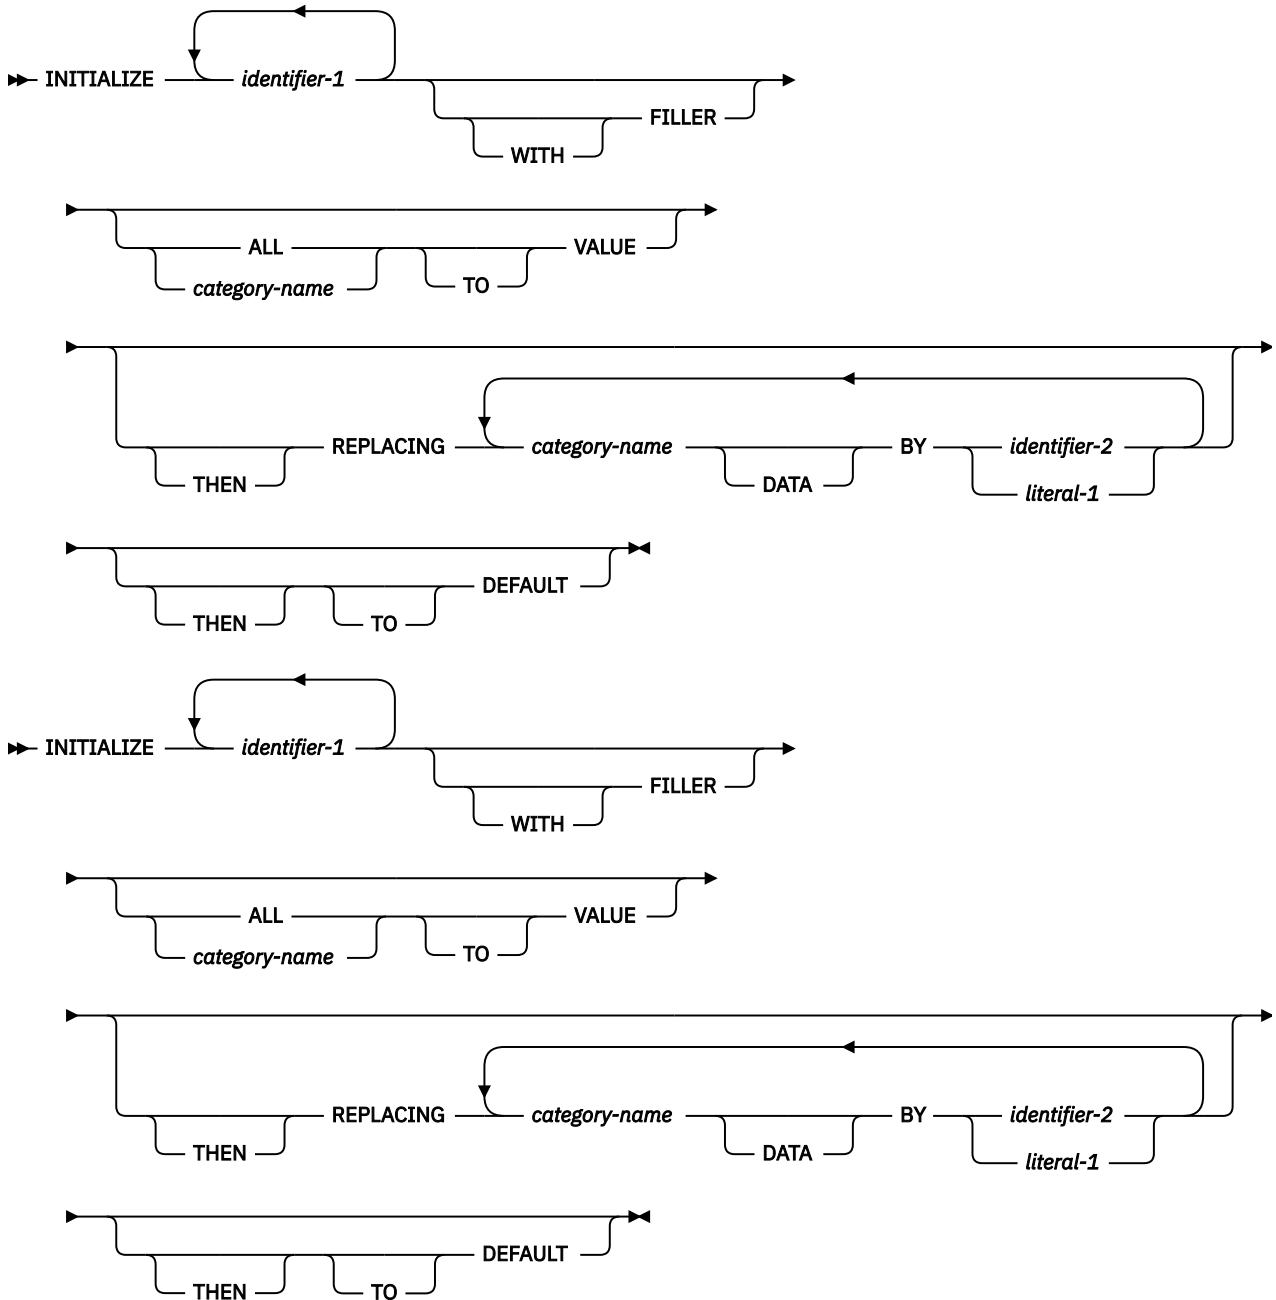 INITIALIZE identifier-1
FILLER
WITH
ALL VALUE
category-name TO
REPLACING category-name BY identifier-2
THEN DATA literal-1
DEFAULT
THEN TO
INITIALIZE identifier-1
FILLER
WITH
ALL VALUE
category-name TO
REPLACING category-name BY identifier-2
THEN DATA literal-1
DEFAULT
THEN TO